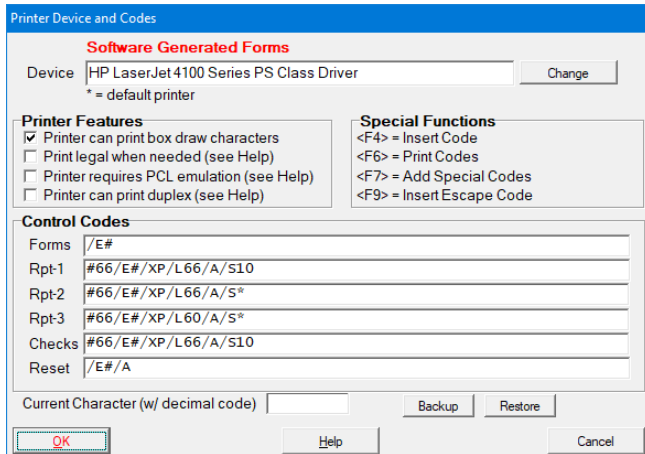 Printer Device and Codes
Software Generated Forms
Device HP LaserJet 4100 Series PS Class Driver Change
* = default printer
Printer Features
Printer can print box draw characters
Print legal when needed (see Help)
Printer requires PCL emulation (see Help)
Printer can print duplex (see Help)
Special Functions
<F4> = Insert Code
<F6> = Print Codes
<F7> = Add Special Codes
<F9> = Insert Escape Code
Control Codes
Forms /E#
Rpt-1 #66/E#/XP/L66/A/S10
Rpt-2 #66/E#/XP/L66/A/S*
Rpt-3 #66/E#/XP/L60/A/S*
Checks #66/E#/XP/L66/A/S10
Reset /E#/A
Current Character (w/ decimal code) Backup Restore
OK Help Cancel